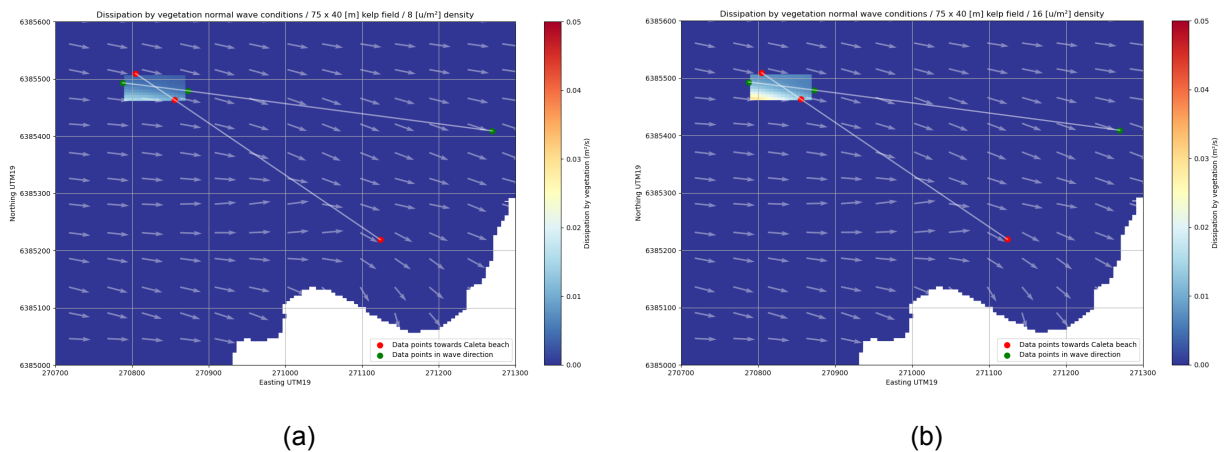 Dissipation by vegetation normal wave conditions / 75 x 40 [m] kelp field / 8 [u/m²] density
6385600
6385500
6385400
6385300
6385200
6385100
6385000
Northing UTM19
270700
270800
270900
271000
271100
271200
271300
Easting UTM19
Data points towards Caleta beach
Data points in wave direction
0.05
0.04
0.03
0.02
0.01
0.00
Dissipation by vegetation (m²/s)
(a)
Dissipation by vegetation normal wave conditions / 75 x 40 [m] kelp field / 16 [u/m²] density
6385600
6385500
6385400
6385300
6385200
6385100
6385000
Northing UTM19
270700
270800
270900
271000
271100
271200
271300
Easting UTM19
Data points towards Caleta beach
Data points in wave direction
0.05
0.04
0.03
0.02
0.01
0.00
Dissipation by vegetation (m²/s)
(b)